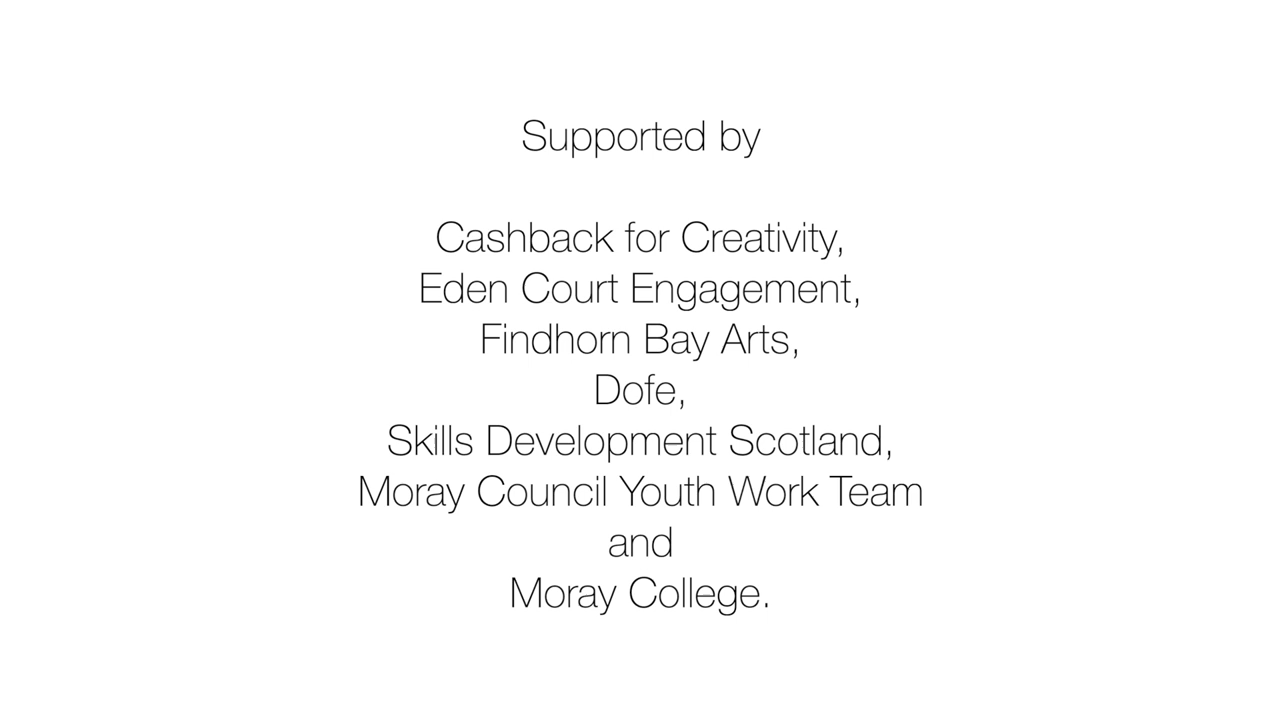 Supported by
Cashback for Creativity,
Eden Court Engagement,
Findhorn Bay Arts,
Dofe,
Skills Development Scotland,
Moray Council Youth Work Team
and
Moray College.